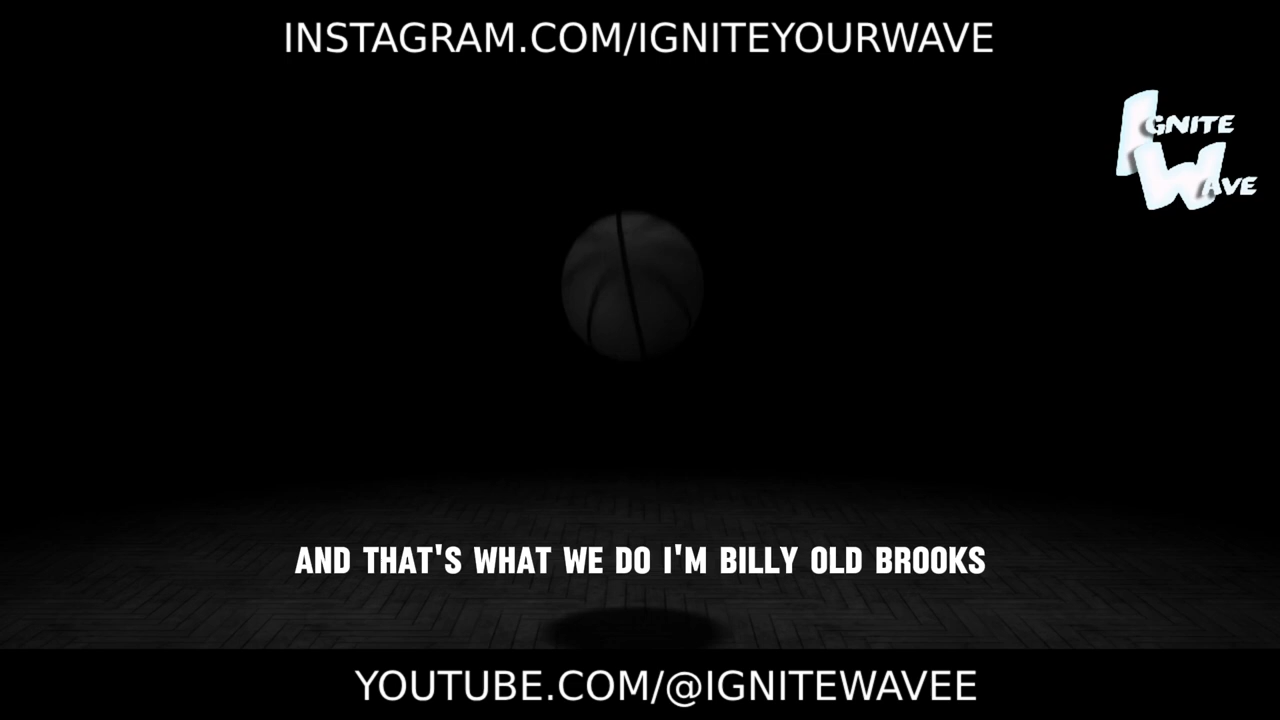 INSTAGRAM.COM/IGNITEYOURWAVE
IGNITE
WAVE
AND THAT'S WHAT WE DO I'M BILLY OLD BROOKS
YOUTUBE.COM/@IGNITEWAVEE